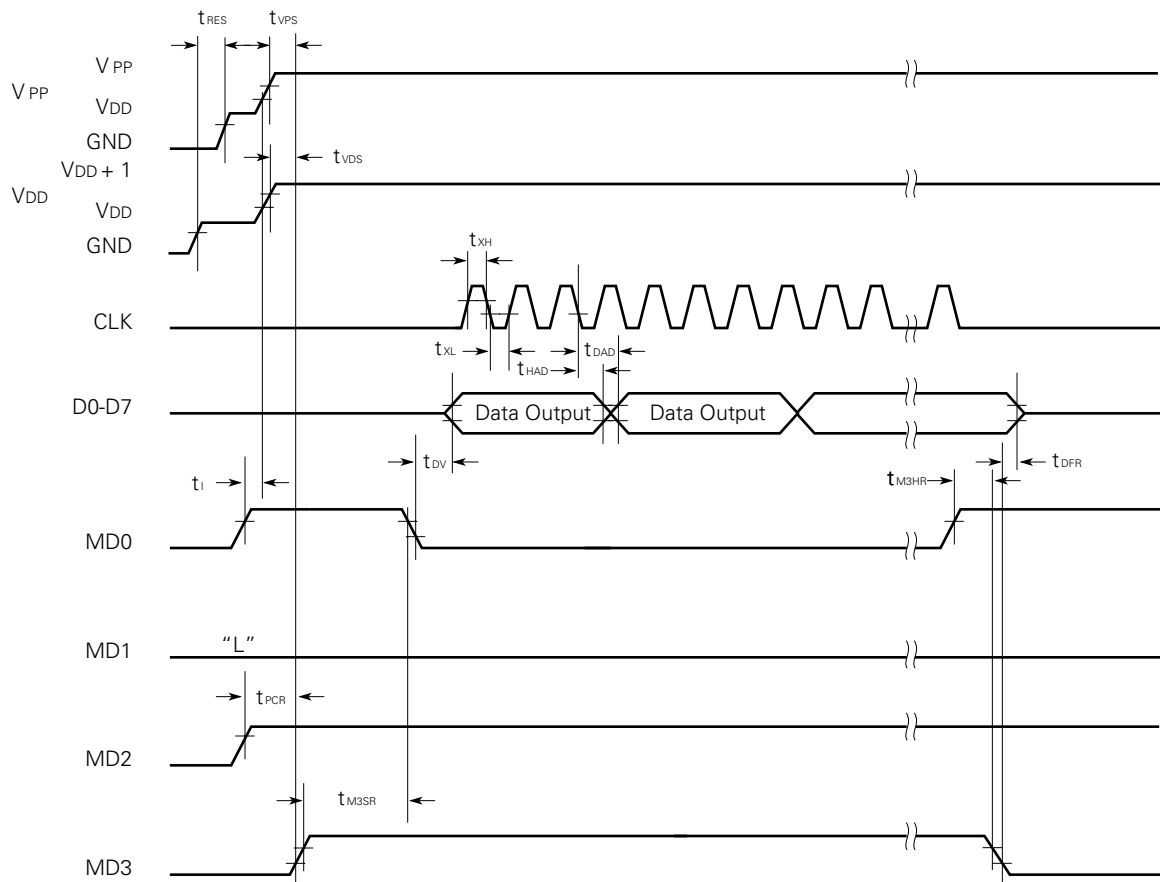 tRES
tVPS
VPP
VPP
VDD
GND
tVDS
VDD + 1
VDD
VDD
GND
tXH
CLK
tXL
tDAD
tHAD
D0-D7
Data Output
Data Output
tDV
tDFR
tI
tM3HR
MD0
MD1
“L”
tPCR
MD2
tM3SR
MD3